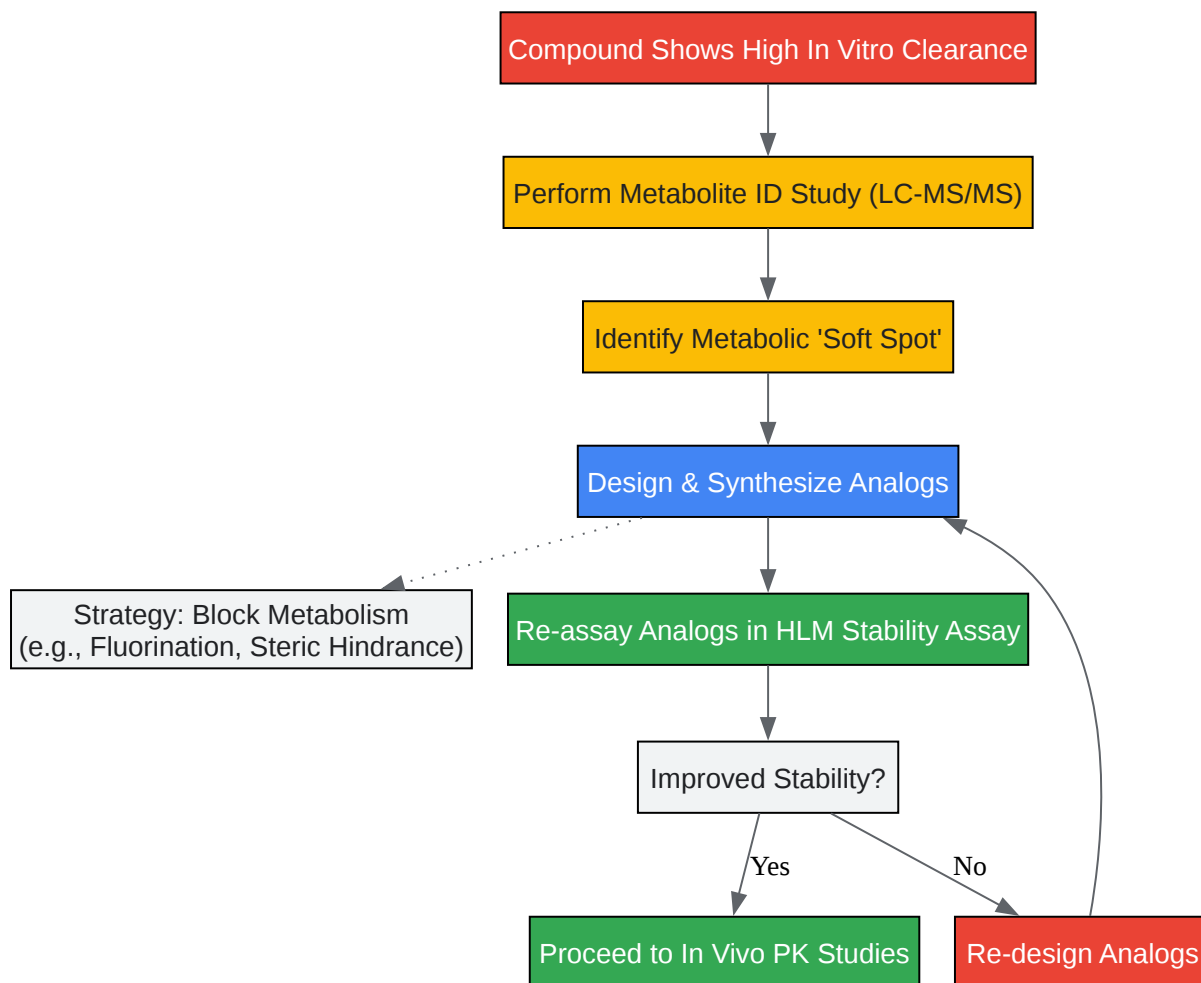 Compound Shows High In Vitro Clearance
Perform Metabolite ID Study (LC-MS/MS)
Identify Metabolic 'Soft Spot'
Design & Synthesize Analogs
Strategy: Block Metabolism
(e.g., Fluorination, Steric Hindrance)
Re-assay Analogs in HLM Stability Assay
Improved Stability?
Yes
No
Proceed to In Vivo PK Studies
Re-design Analogs